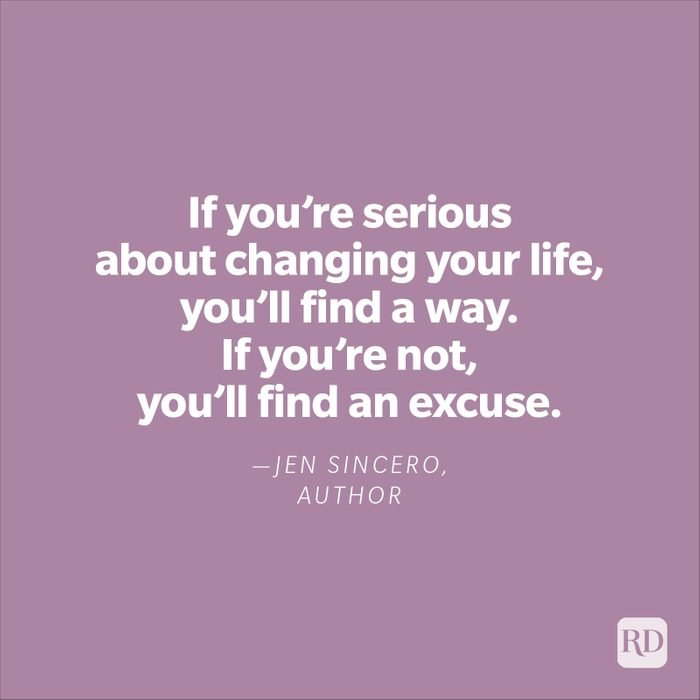 If you’re serious
about changing your life,
you’ll find a way.
If you’re not,
you’ll find an excuse.
—JEN SINCERO,
AUTHOR
RD